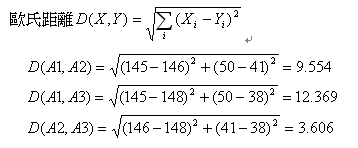 歐氏距離 D(X,Y) = √(∑ᵢ (Xᵢ − Yᵢ)²)
D(A1, A2) = √((145−146)² + (50−41)²) = 9.554
D(A1, A3) = √((145−148)² + (50−38)²) = 12.369
D(A2, A3) = √((146−148)² + (41−38)²) = 3.606